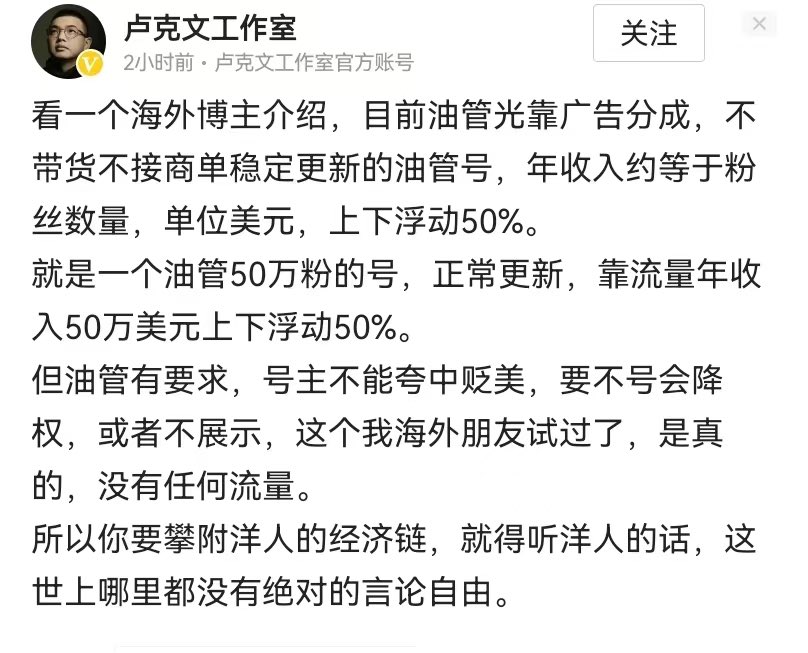 卢克文工作室
关注
2小时前·卢克文工作室官方账号
看一个海外博主介绍，目前油管光靠广告分成，不
带货不接商单稳定更新的油管号，年收入约等于粉
丝数量，单位美元，上下浮动50%。
就是一个油管50万粉的号，正常更新，靠流量年收
入50万美元上下浮动50%。
但油管有要求，号主不能夸中贬美，要不号会降
权，或者不展示，这个我海外朋友试过了，是真
的，没有任何流量。
所以你要攀附洋人的经济链，就得听洋人的话，这
世上哪里都没有绝对的言论自由。